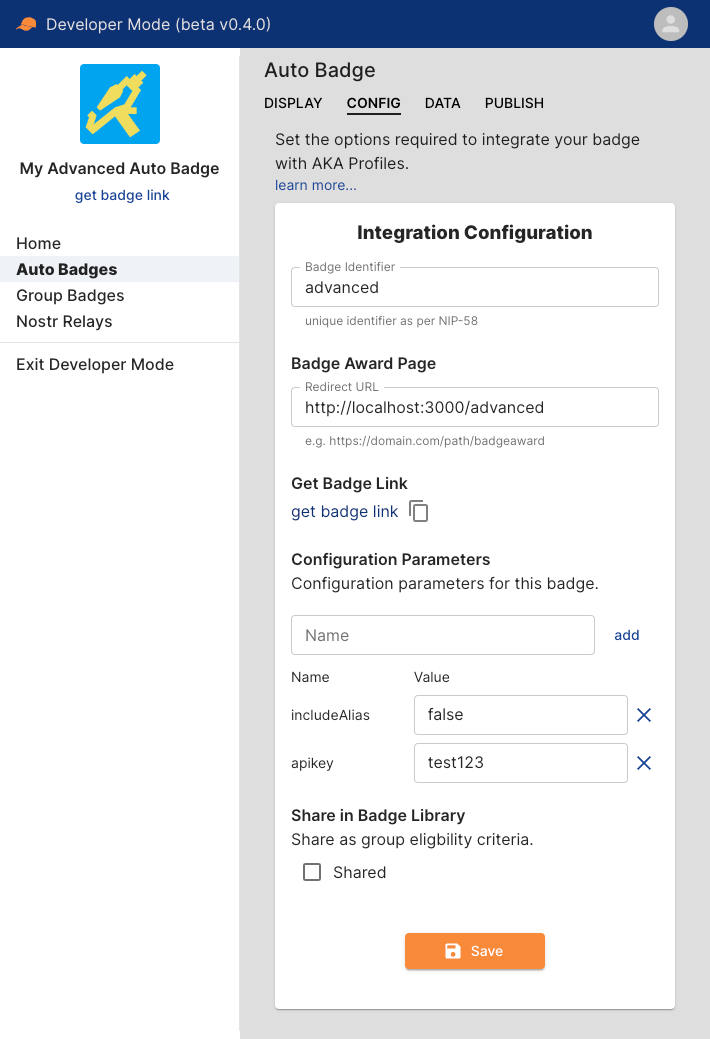 Developer Mode (beta v0.4.0)
My Advanced Auto Badge
get badge link
Home
Auto Badges
Group Badges
Nostr Relays
Exit Developer Mode
Auto Badge
DISPLAY CONFIG DATA PUBLISH
Set the options required to integrate your badge
with AKA Profiles.
learn more...
Integration Configuration
Badge Identifier
advanced
unique identifier as per NIP-58
Badge Award Page
Redirect URL
http://localhost:3000/advanced
e.g. https://domain.com/path/badgeaward
Get Badge Link
get badge link
Configuration Parameters
Configuration parameters for this badge.
Name add
Name Value
includeAlias false
apikey test123
Share in Badge Library
Share as group eligbility criteria.
Shared
Save